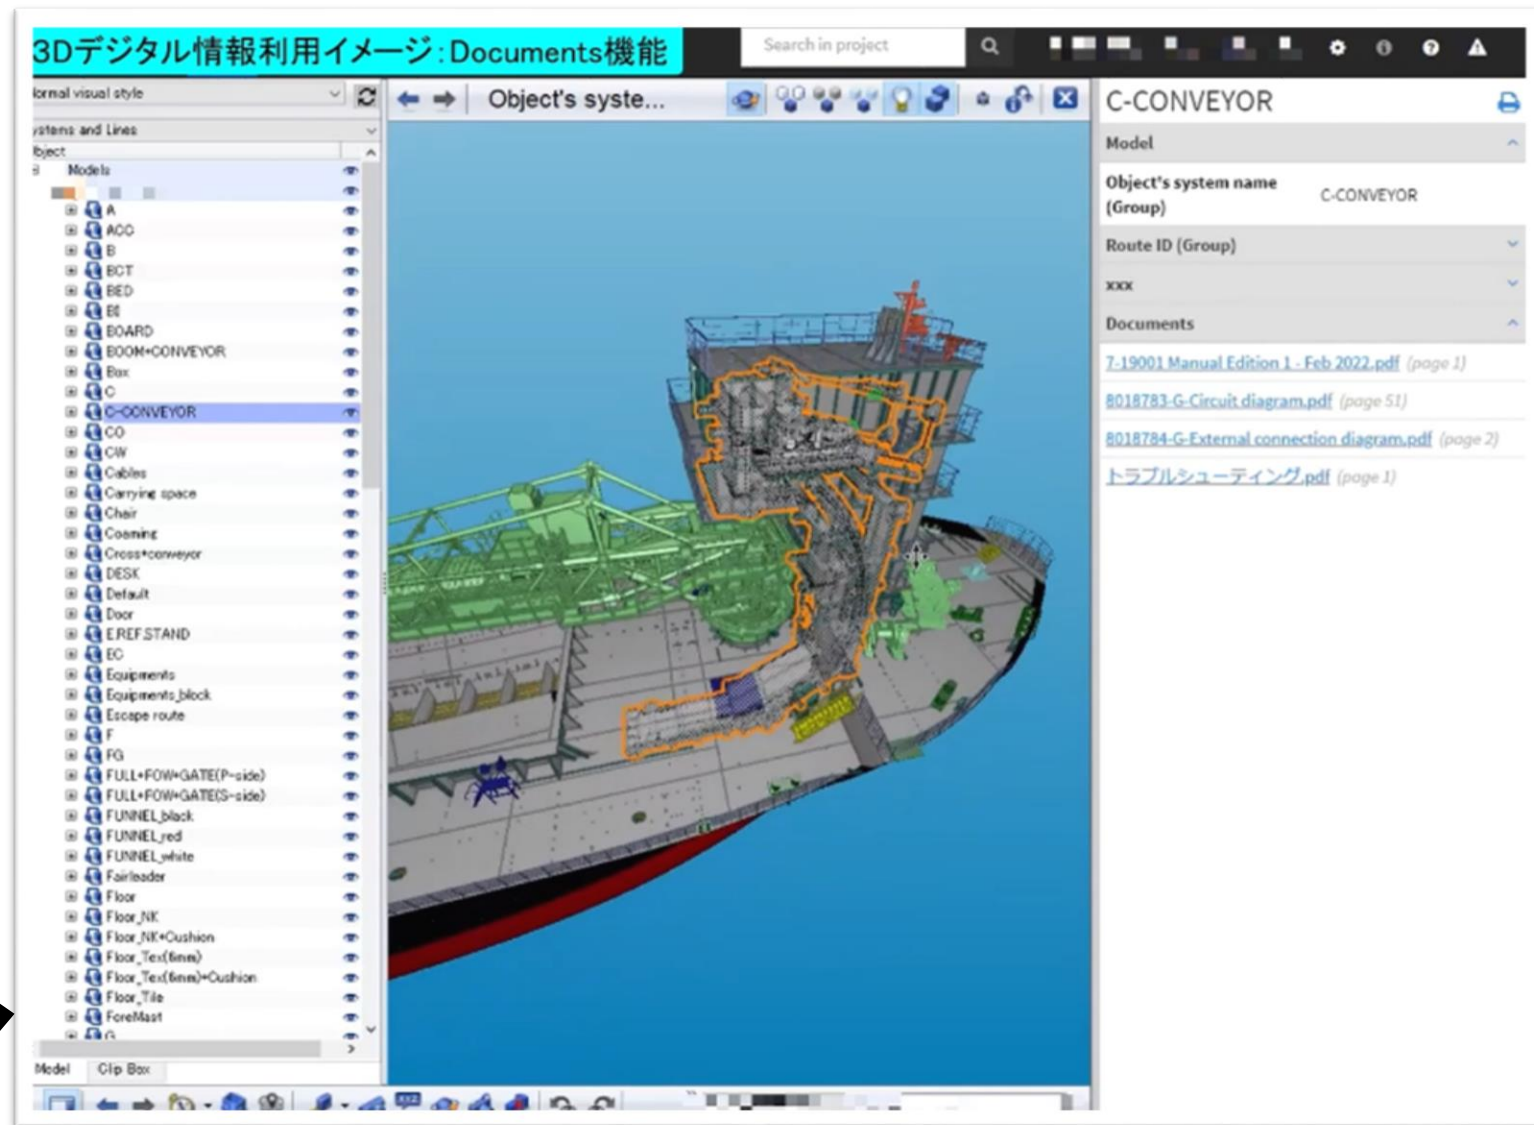 3Dデジタル情報利用イメージ:Documents機能
Search in project
ormal visual style
ystems and Lines
bject
Models
A
ACC
B
BCT
BED
BOARD
BOOM+CONVEYOR
Box
C
C-CONVEYOR
CO
CW
Cables
Carrying space
Chair
Coaming
Cross+conveyor
DESK
Default
Door
E.REF.STAND
EC
Equipments
Equipments_block
Escape route
F
FG
FULL+FOW+GATE(P-side)
FULL+FOW+GATE(S-side)
FUNNEL_black
FUNNEL_red
FUNNEL_white
Fairleader
Floor
Floor_NK
Floor_NK+Cushion
Floor_Tex(6mm)
Floor_Tex(6mm)+Cushion
Floor_Tile
ForeMast
G
Model Clip Box
Object's syste...
C-CONVEYOR
Model
Object's system name
(Group)
C-CONVEYOR
Route ID (Group)
xxx
Documents
7-19001 Manual Edition 1 - Feb 2022.pdf (page 1)
8018783-G-Circuit diagram.pdf (page 51)
8018784-G-External connection diagram.pdf (page 2)
トラブルシューティング.pdf (page 1)